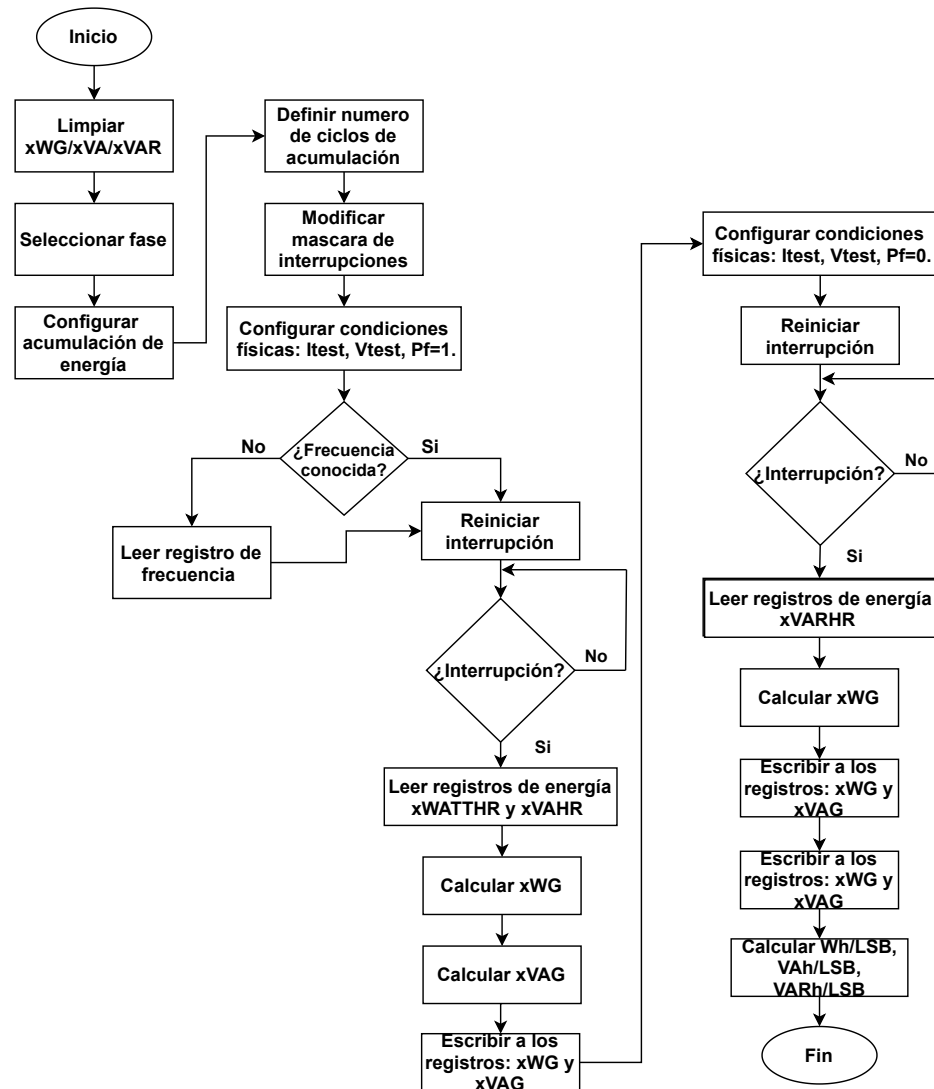 Inicio
Limpiar
xWG/xVA/xVAR
Seleccionar fase
Configurar
acumulación de
energía
Definir numero
de ciclos de
acumulación
Modificar
mascara de
interrupciones
Configurar condiciones
físicas: Itest, Vtest, Pf=1.
¿Frecuencia
conocida?
No
Si
Leer registro de
frecuencia
Reiniciar
interrupción
¿Interrupción?
No
Si
Leer registros de energía
xWATTHR y xVAHR
Calcular xWG
Calcular xVAG
Escribir a los
registros: xWG y
xVAG
Configurar condiciones
físicas: Itest, Vtest, Pf=0.
Reiniciar
interrupción
¿Interrupción?
No
Si
Leer registros de energía
xVARHR
Calcular xWG
Escribir a los
registros: xWG y
xVAG
Escribir a los
registros: xWG y
xVAG
Calcular Wh/LSB,
VAh/LSB,
VARh/LSB
Fin